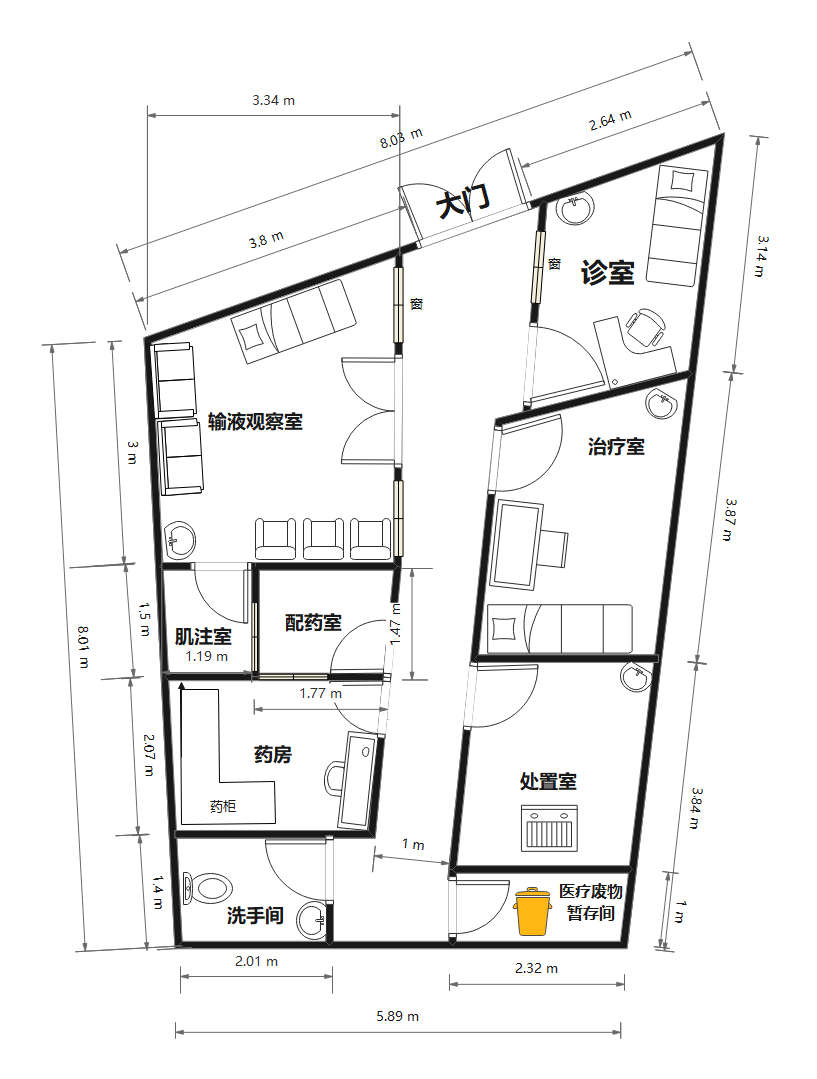 3.34 m
8.03 m
2.64 m
大门
3.8 m
窗
诊室
3.14 m
窗
输液观察室
治疗室
3 m
3.87 m
1.5 m
肌注室
1.19 m
配药室
1.47 m
8.01 m
1.77 m
2.07 m
药房
药柜
处置室
3.84 m
1 m
1.4 m
洗手间
医疗废物
暂存间
1 m
2.01 m
2.32 m
5.89 m